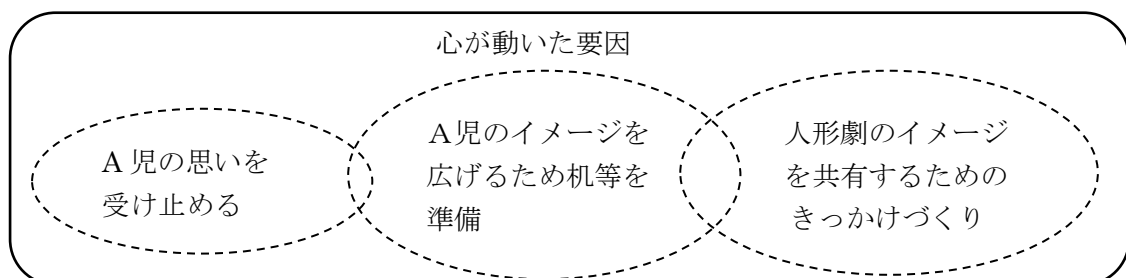 心が動いた要因
A 児の思いを
受け止める
A児のイメージを
広げるため机等を
準備
人形劇のイメージ
を共有するための
きっかけづくり